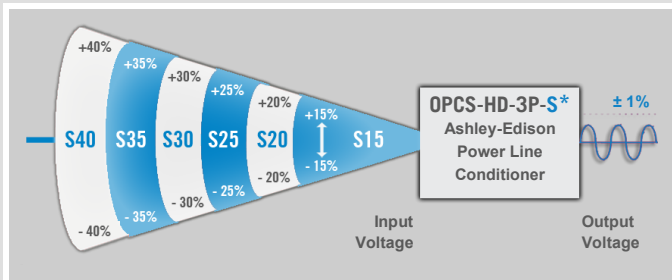 +40%
+35%
+30%
+25%
+20%
+15%
S40
S35
S30
S25
S20
S15
- 15%
- 20%
- 25%
- 30%
- 35%
- 40%
OPCS-HD-3P-S*
Ashley-Edison
Power Line
Conditioner
± 1%
Input
Voltage
Output
Voltage